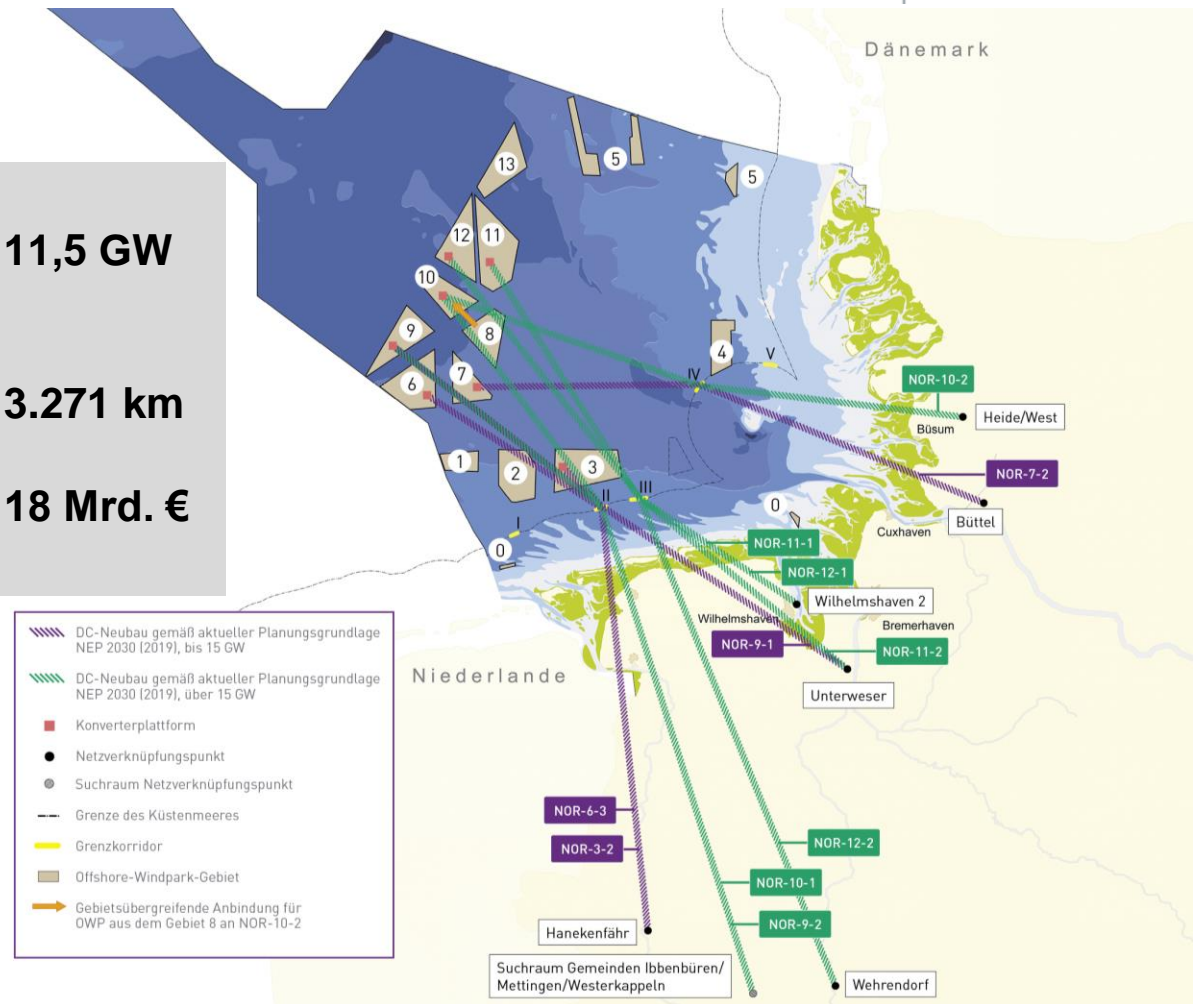 Dänemark
11,5 GW
3.271 km
18 Mrd. €
13
5
5
12
11
10
9
8
7
6
4
V
IV
NOR-10-2
Büsum
Heide/West
NOR-7-2
Büttel
1
2
3
I
II
III
0
0
Cuxhaven
NOR-11-1
NOR-12-1
Wilhelmshaven 2
Wilhelmshaven
Bremerhaven
NOR-9-1
NOR-11-2
Unterweser
Niederlande
DC-Neubau gemäß aktueller Planungsgrundlage
NEP 2030 (2019), bis 15 GW
DC-Neubau gemäß aktueller Planungsgrundlage
NEP 2030 (2019), über 15 GW
Konverterplattform
Netzverknüpfungspunkt
Suchraum Netzverknüpfungspunkt
Grenze des Küstenmeeres
Grenzkorridor
Offshore-Windpark-Gebiet
Gebietsübergreifende Anbindung für
OWP aus dem Gebiet 8 an NOR-10-2
NOR-6-3
NOR-3-2
NOR-12-2
NOR-10-1
NOR-9-2
Hanekenfähr
Suchraum Gemeinden Ibbenbüren/
Mettingen/Westerkappeln
Wehrendorf